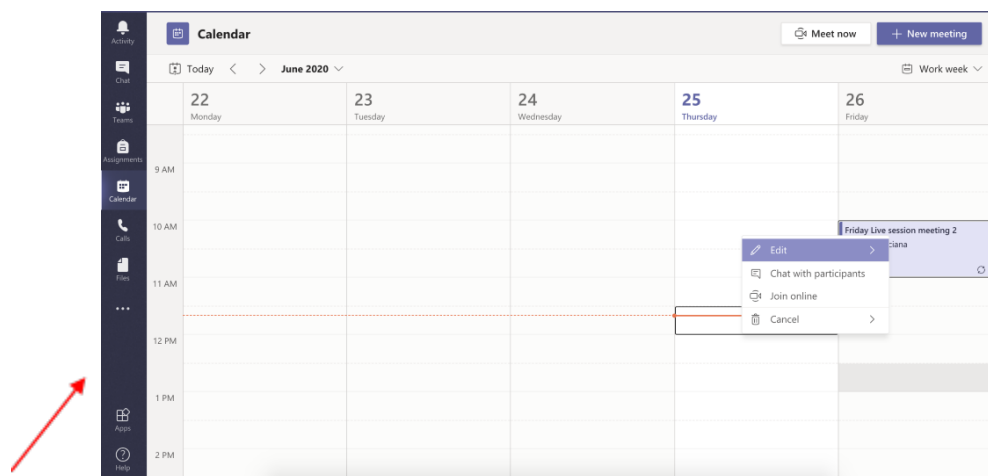 Activity
Chat
Teams
Assignments
Calendar
Calls
Files
Apps
Help
Calendar
Meet now
+ New meeting
Today
June 2020
Work week
22
Monday
23
Tuesday
24
Wednesday
25
Thursday
26
Friday
9 AM
10 AM
11 AM
12 PM
1 PM
2 PM
Friday Live session meeting 2
ciana
Edit
Chat with participants
Join online
Cancel